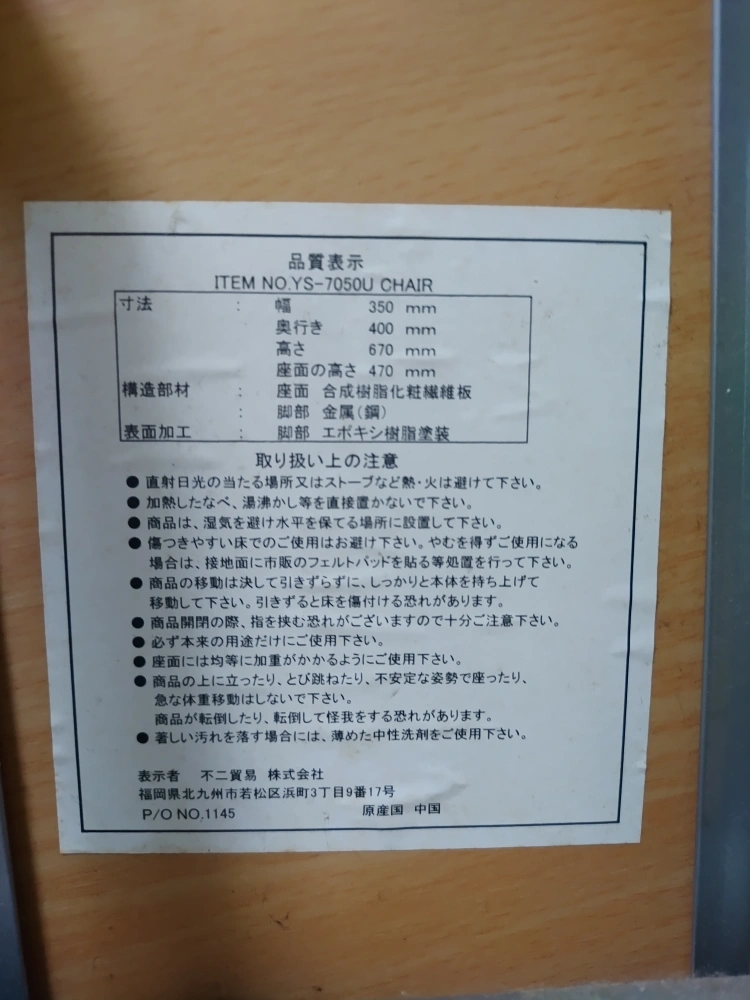 品質表示
ITEM NO.YS-7050U CHAIR
寸法 : 幅 350 mm
奥行き 400 mm
高さ 670 mm
座面の高さ 470 mm
構造部材 : 座面 合成樹脂化粧繊維板
: 脚部 金属(鋼)
表面加工 : 脚部 エポキシ樹脂塗装
取り扱い上の注意
● 直射日光の当たる場所又はストーブなど熱・火は避けて下さい。
● 加熱したなべ、湯沸かし等を直接置かないで下さい。
● 商品は、湿気を避け水平を保てる場所に設置して下さい。
● 傷つきやすい床でのご使用はお避け下さい。やむを得ずご使用になる
場合は、接地面に市販のフェルトパッドを貼る等処置を行って下さい。
● 商品の移動は決して引きずらずに、しっかりと本体を持ち上げて
移動して下さい。引きずると床を傷付ける恐れがあります。
● 商品開閉の際、指を挟む恐れがございますので十分ご注意下さい。
● 必ず本来の用途だけにご使用下さい。
● 座面には均等に加重がかかるようにご使用下さい。
● 商品の上に立ったり、とび跳ねたり、不安定な姿勢で座ったり、
急な体重移動はしないで下さい。
商品が転倒したり、転倒して怪我をする恐れがあります。
● 著しい汚れを落す場合には、薄めた中性洗剤をご使用下さい。
表示者 不二貿易 株式会社
福岡県北九州市若松区浜町3丁目9番17号
P/O NO.1145 原産国 中国